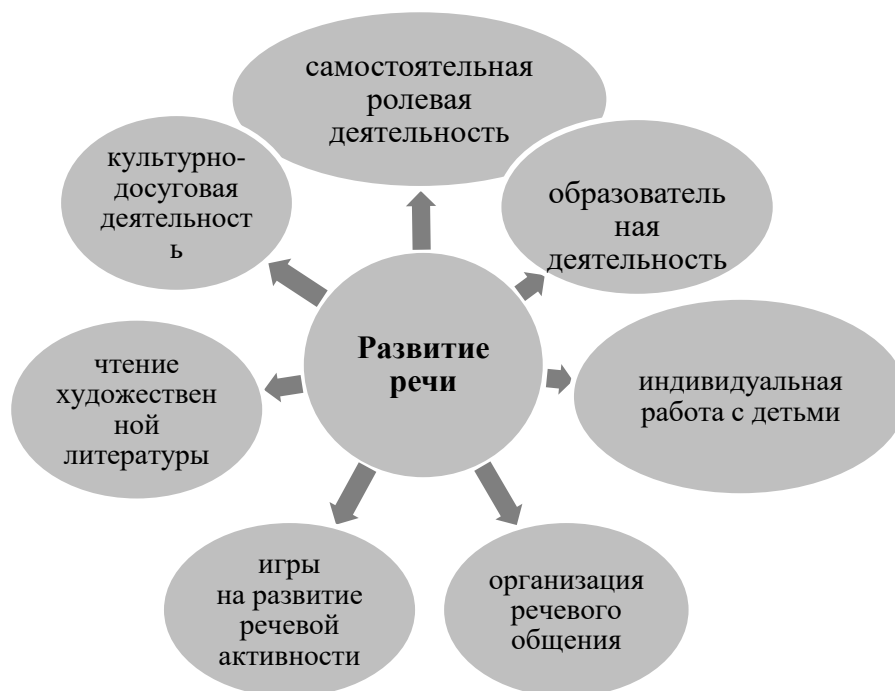 самостоятельная
ролевая
деятельность
культурно-
досуговая
деятельност
ь
образователь
ная
деятельность
Развитие
речи
чтение
художествен
ной
литературы
индивидуальная
работа с детьми
игры
на развитие
речевой
активности
организация
речевого
общения